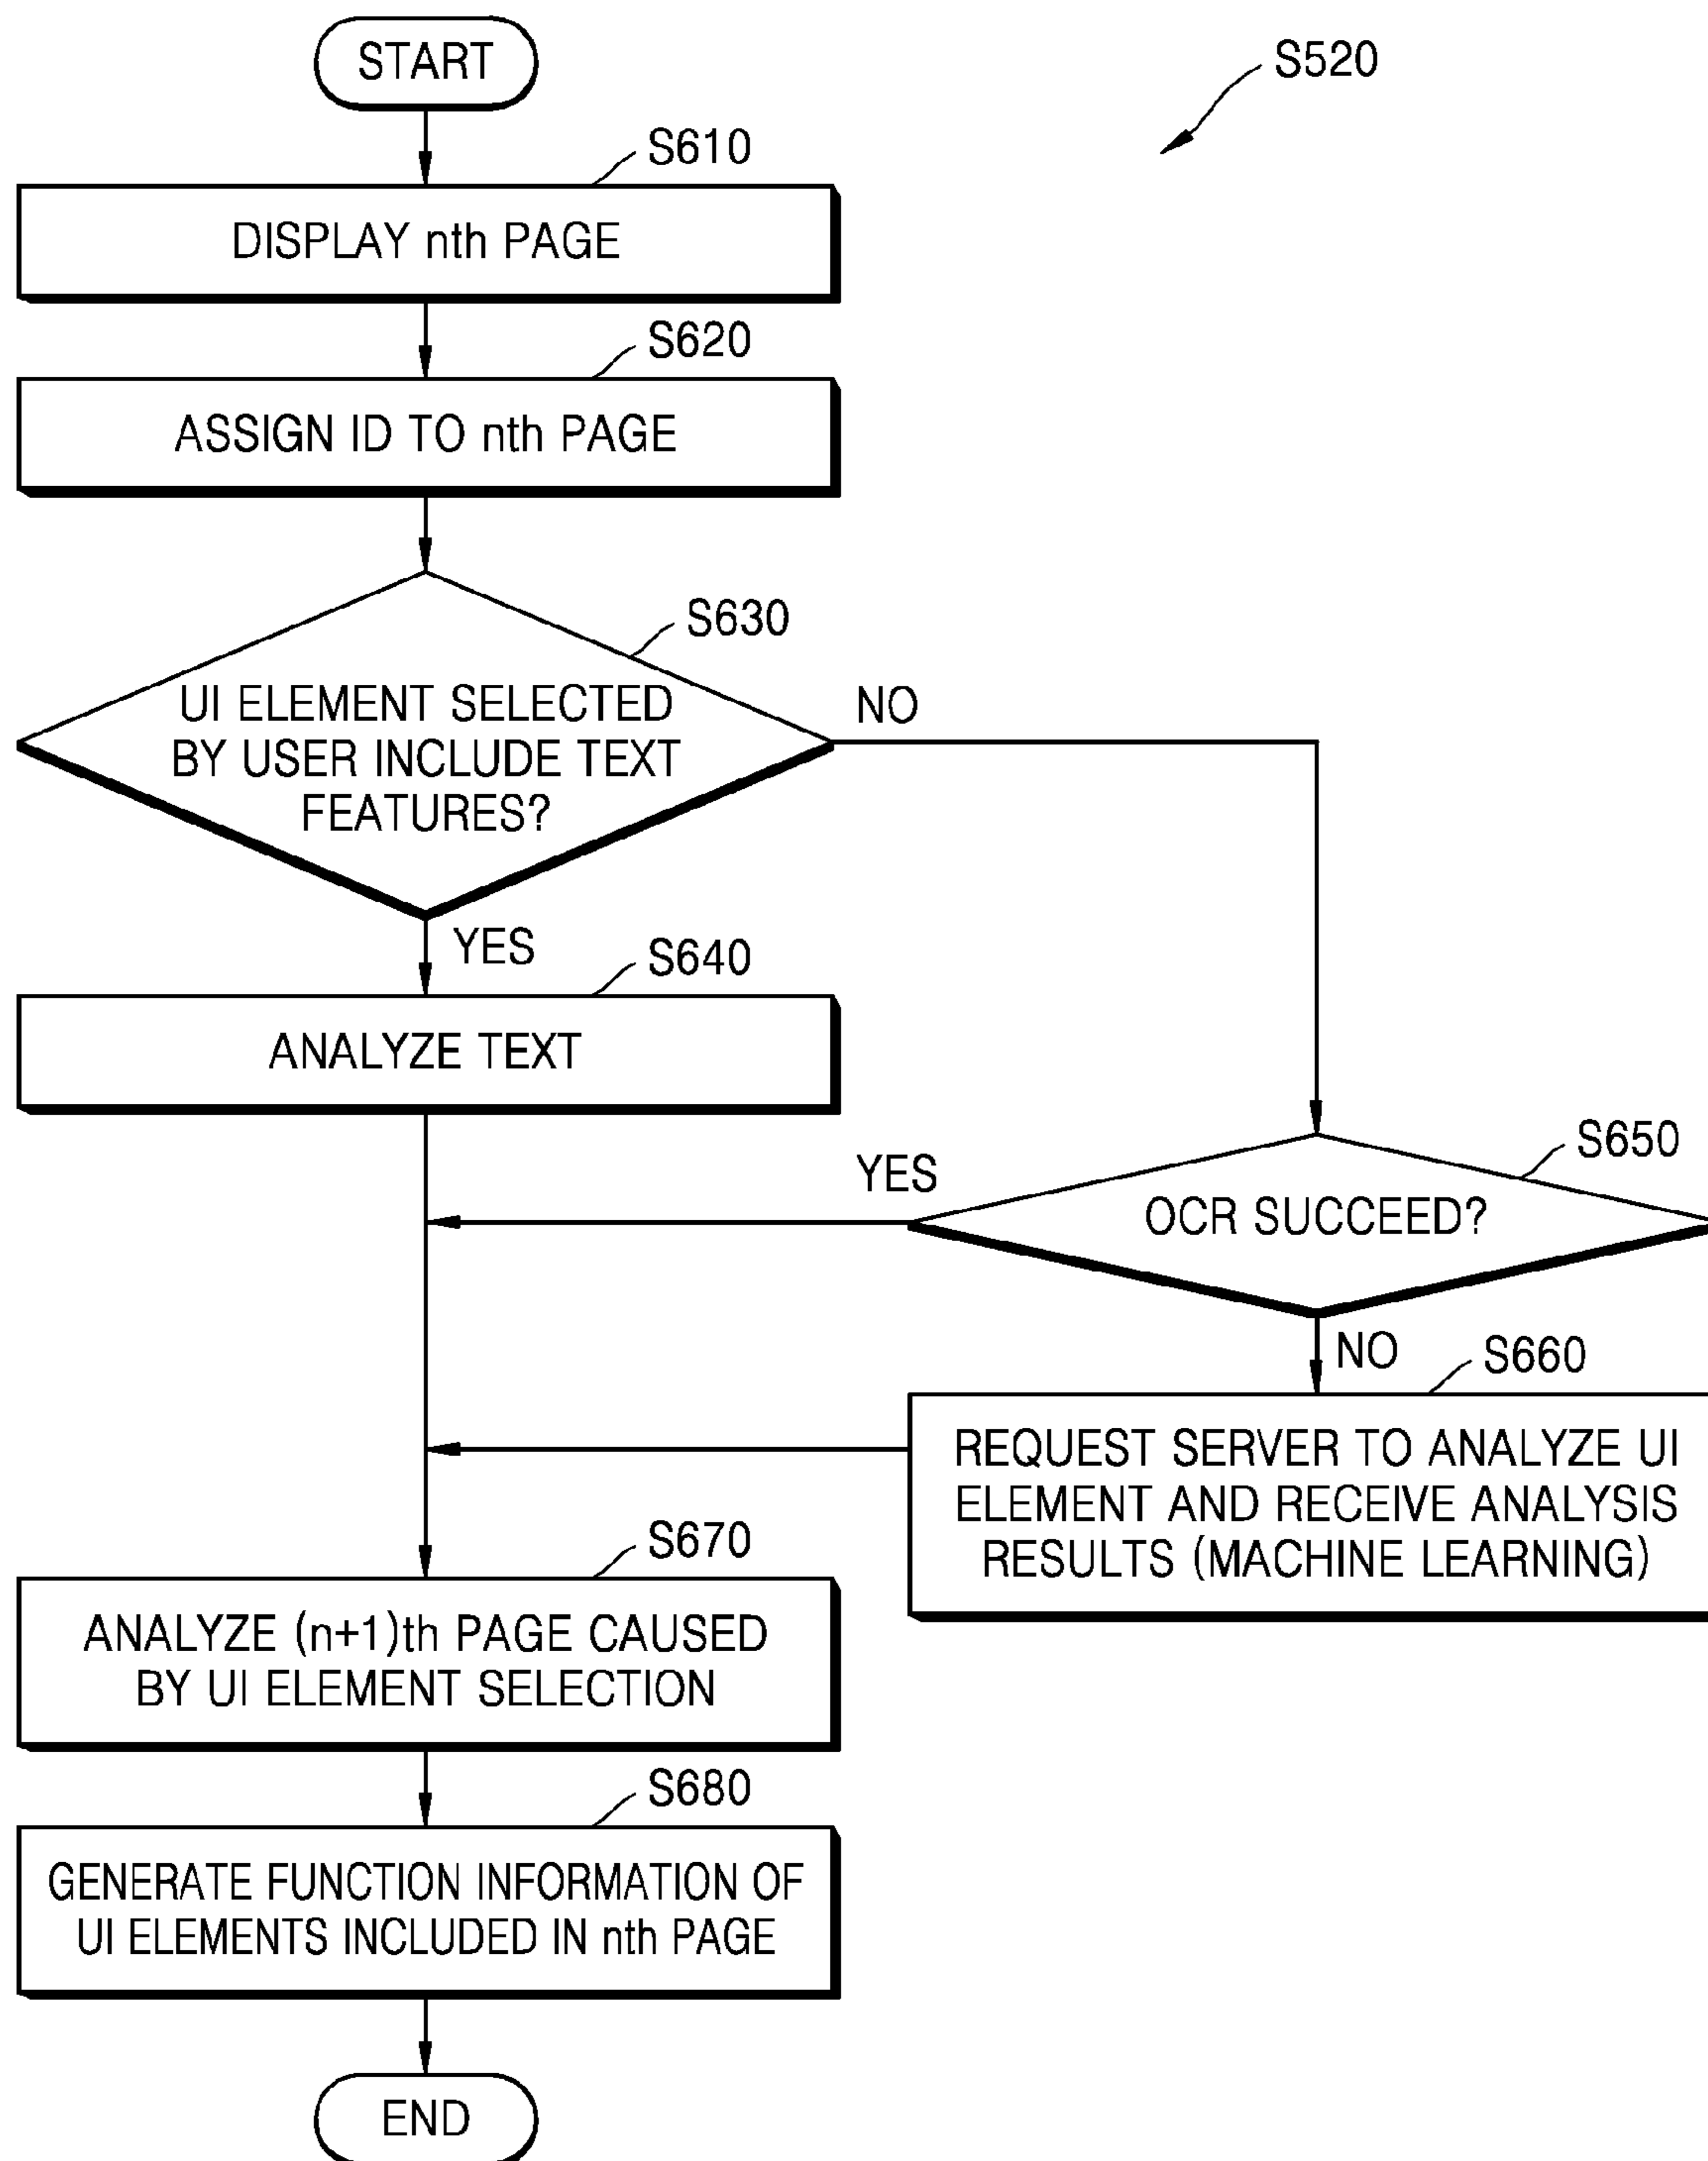 START
S520
S610
DISPLAY nth PAGE
S620
ASSIGN ID TO nth PAGE
S630
UI ELEMENT SELECTED
BY USER INCLUDE TEXT
FEATURES?
NO
YES
S640
ANALYZE TEXT
S650
YES
OCR SUCCEED?
NO
S660
REQUEST SERVER TO ANALYZE UI
ELEMENT AND RECEIVE ANALYSIS
RESULTS (MACHINE LEARNING)
S670
ANALYZE (n+1)th PAGE CAUSED
BY UI ELEMENT SELECTION
S680
GENERATE FUNCTION INFORMATION OF
UI ELEMENTS INCLUDED IN nth PAGE
END